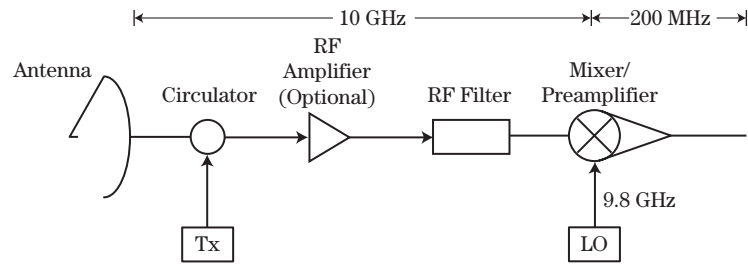 10 GHz
200 MHz
RF
Amplifier
(Optional)
Antenna
Circulator
RF Filter
Mixer/
Preamplifier
9.8 GHz
Tx
LO